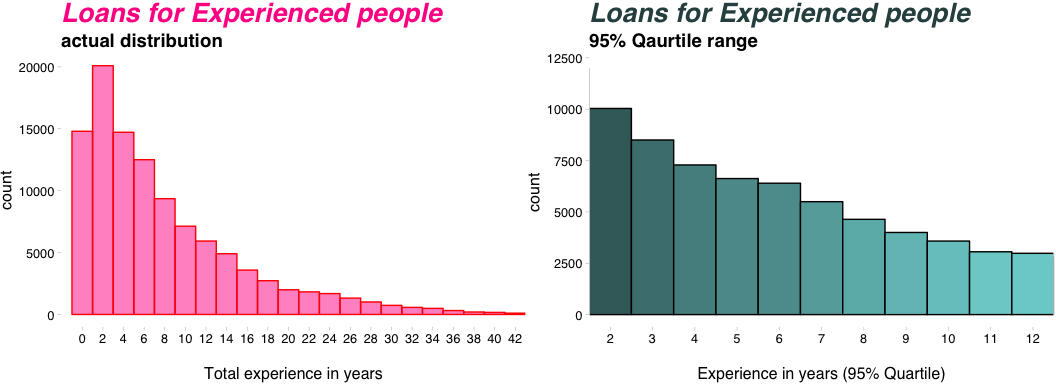 Loans for Experienced people
actual distribution
20000
15000
10000
5000
0
count
0 2 4 6 8 10 12 14 16 18 20 22 24 26 28 30 32 34 36 38 40 42
Total experience in years
Loans for Experienced people
95% Qaurtile range
12500
10000
7500
5000
2500
0
count
2 3 4 5 6 7 8 9 10 11 12
Experience in years (95% Quartile)